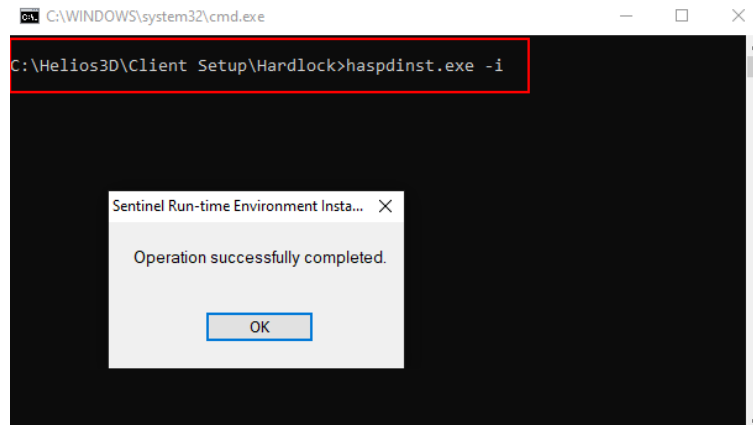 C:\WINDOWS\system32\cmd.exe
C:\Helios3D\Client Setup\Hardlock>haspdinst.exe -i
Sentinel Run-time Environment Insta...
Operation successfully completed.
OK